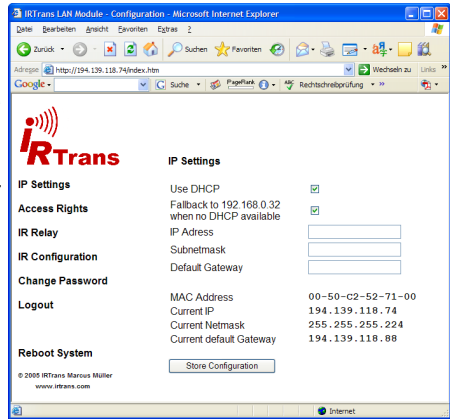 IRTrans LAN Module - Configuration - Microsoft Internet Explorer
Datei Bearbeiten Ansicht Favoriten Extras ?
Zurück Suchen Favoriten
Adresse http://194.139.118.74/index.htm Wechseln zu Links »
Google Suche PageRank ABC Rechtschreibprüfung »
IRTrans
IP Settings
IP Settings
Access Rights
IR Relay
IR Configuration
Change Password
Logout
Reboot System
© 2005 IRTrans Marcus Müller
www.irtrans.com
Use DHCP
Fallback to 192.168.0.32
when no DHCP available
IP Adress
Subnetmask
Default Gateway
MAC Address 00-50-C2-52-71-00
Current IP 194.139.118.74
Current Netmask 255.255.255.224
Current default Gateway 194.139.118.88
Store Configuration
Internet